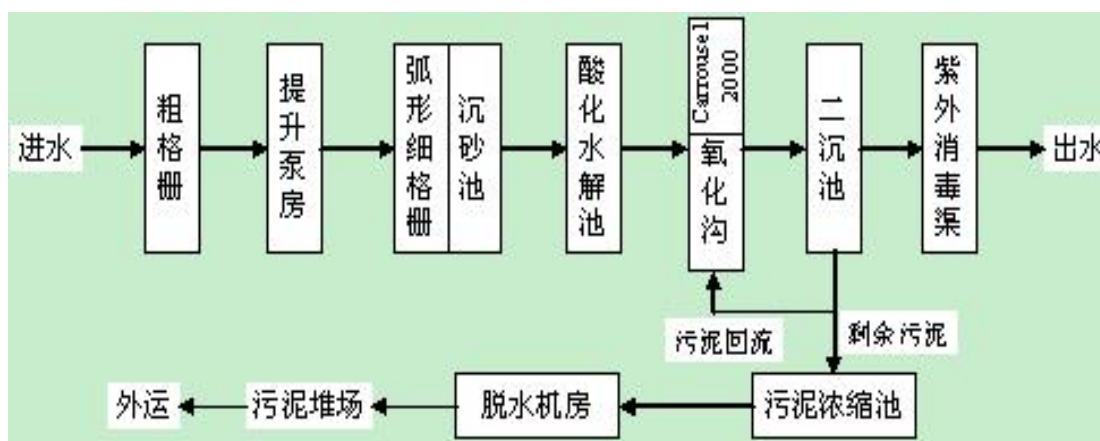 进水
粗格栅
提升泵房
弧形细格栅
沉砂池
酸化水解池
Carrousel
2000
氧化沟
二沉池
紫外消毒渠
出水
污泥回流
剩余污泥
外运
污泥堆场
脱水机房
污泥浓缩池